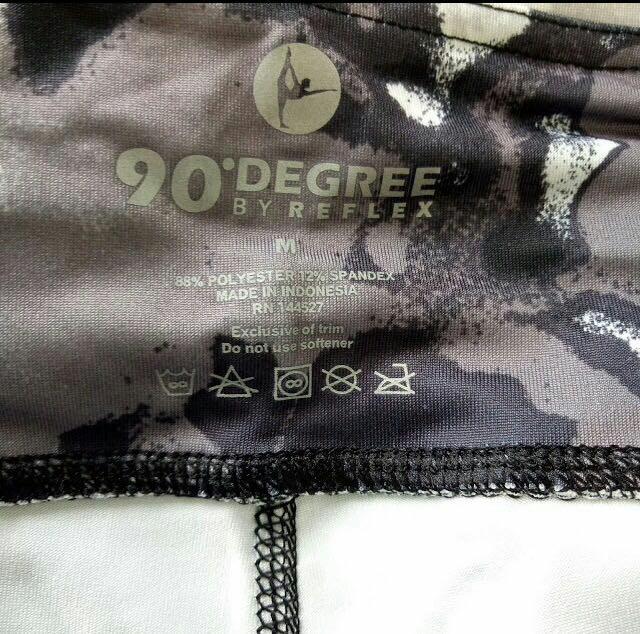 90° DEGREE
BY REFLEX
M
88% POLYESTER 12% SPANDEX
MADE IN INDONESIA
RN 144527
Exclusive of trim
Do not use softener